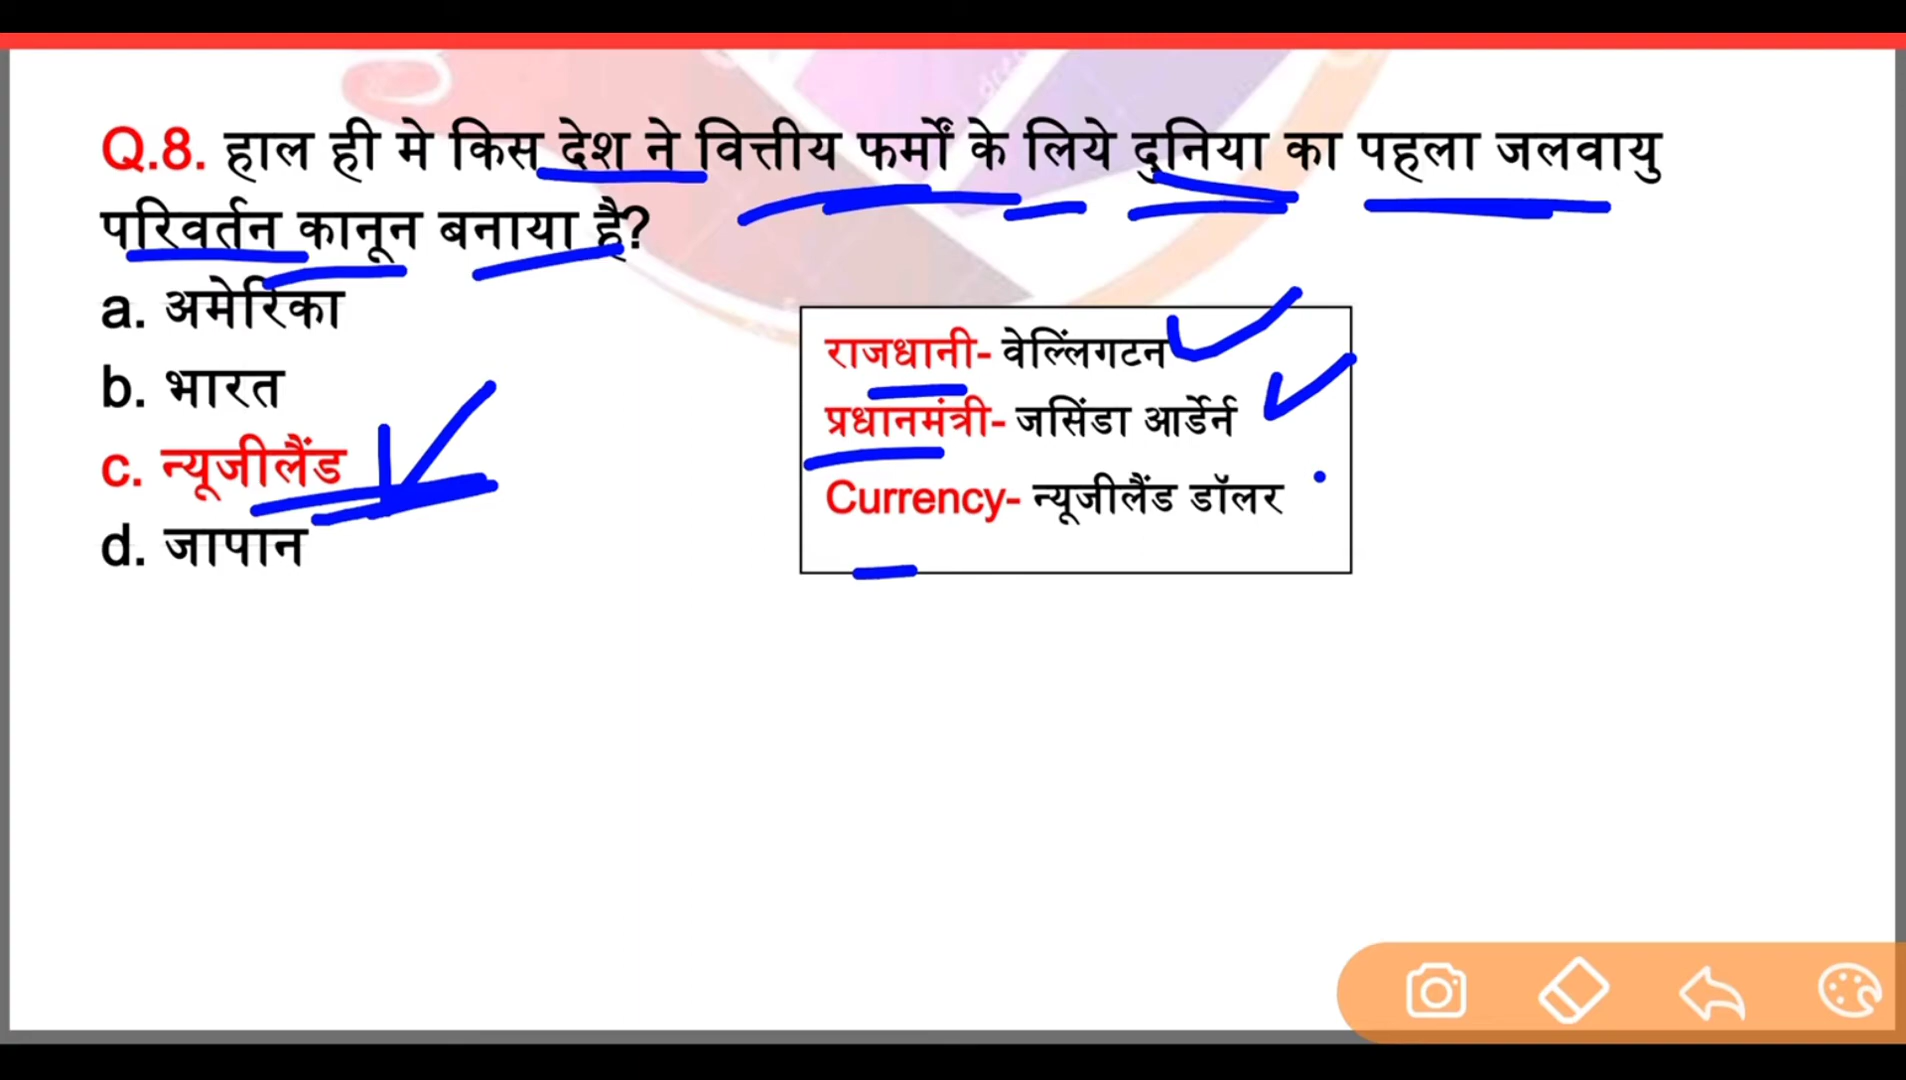 Q.8. हाल ही मे किस देश ने वित्तीय फर्मों के लिये दुनिया का पहला जलवायु
परिवर्तन कानून बनाया है?
a. अमेरिका
b. भारत
c. न्यूजीलैंड
d. जापान
राजधानी- वेल्लिंगटन
प्रधानमंत्री- जसिंडा आर्डेर्न
Currency- न्यूजीलैंड डॉलर